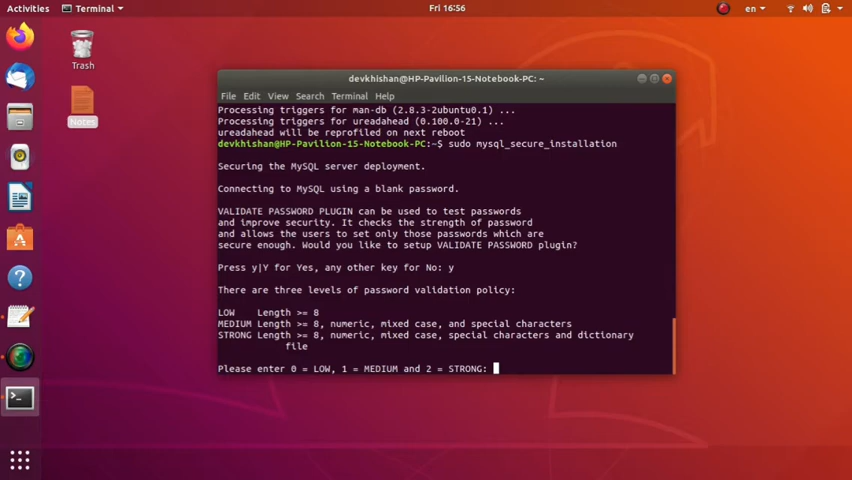 Activities Terminal Fri 16:56 en
Trash
Notes
devkhishan@HP-Pavilion-15-Notebook-PC: ~
File Edit View Search Terminal Help
Processing triggers for man-db (2.8.3-2ubuntu0.1) ...
Processing triggers for ureadahead (0.100.0-21) ...
ureadahead will be reprofiled on next reboot
devkhishan@HP-Pavilion-15-Notebook-PC:~$ sudo mysql_secure_installation
Securing the MySQL server deployment.
Connecting to MySQL using a blank password.
VALIDATE PASSWORD PLUGIN can be used to test passwords
and improve security. It checks the strength of password
and allows the users to set only those passwords which are
secure enough. Would you like to setup VALIDATE PASSWORD plugin?
Press y|Y for Yes, any other key for No: y
There are three levels of password validation policy:
LOW    Length >= 8
MEDIUM Length >= 8, numeric, mixed case, and special characters
STRONG Length >= 8, numeric, mixed case, special characters and dictionary
file
Please enter 0 = LOW, 1 = MEDIUM and 2 = STRONG: